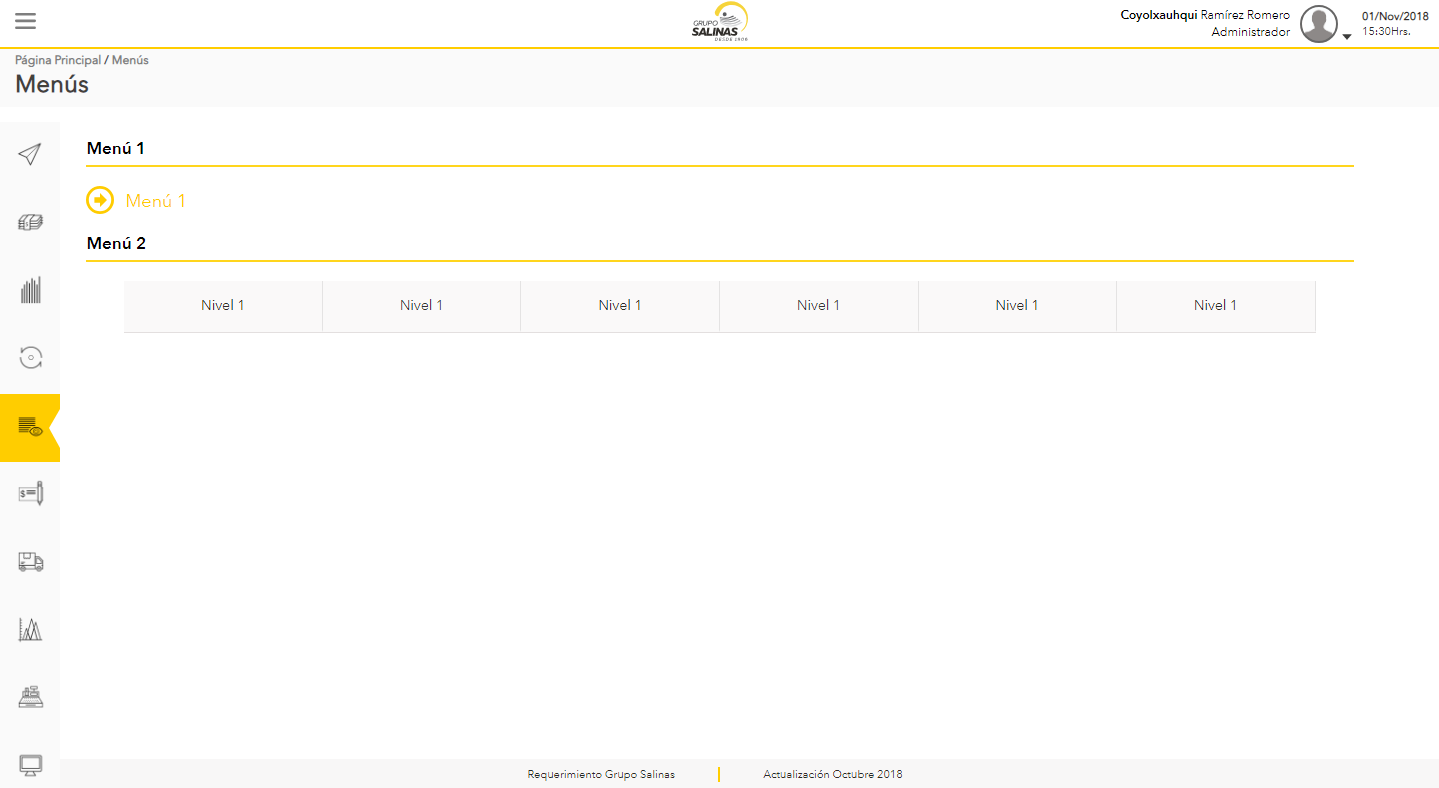 GRUPO
SALINAS
DESDE 1906
Coyolxauhqui Ramírez Romero
Administrador
01/Nov/2018
15:30Hrs.
Página Principal / Menús
Menús
Menú 1
Menú 1
Menú 2
Nivel 1 Nivel 1 Nivel 1 Nivel 1 Nivel 1 Nivel 1
Requerimiento Grupo Salinas
Actualización Octubre 2018